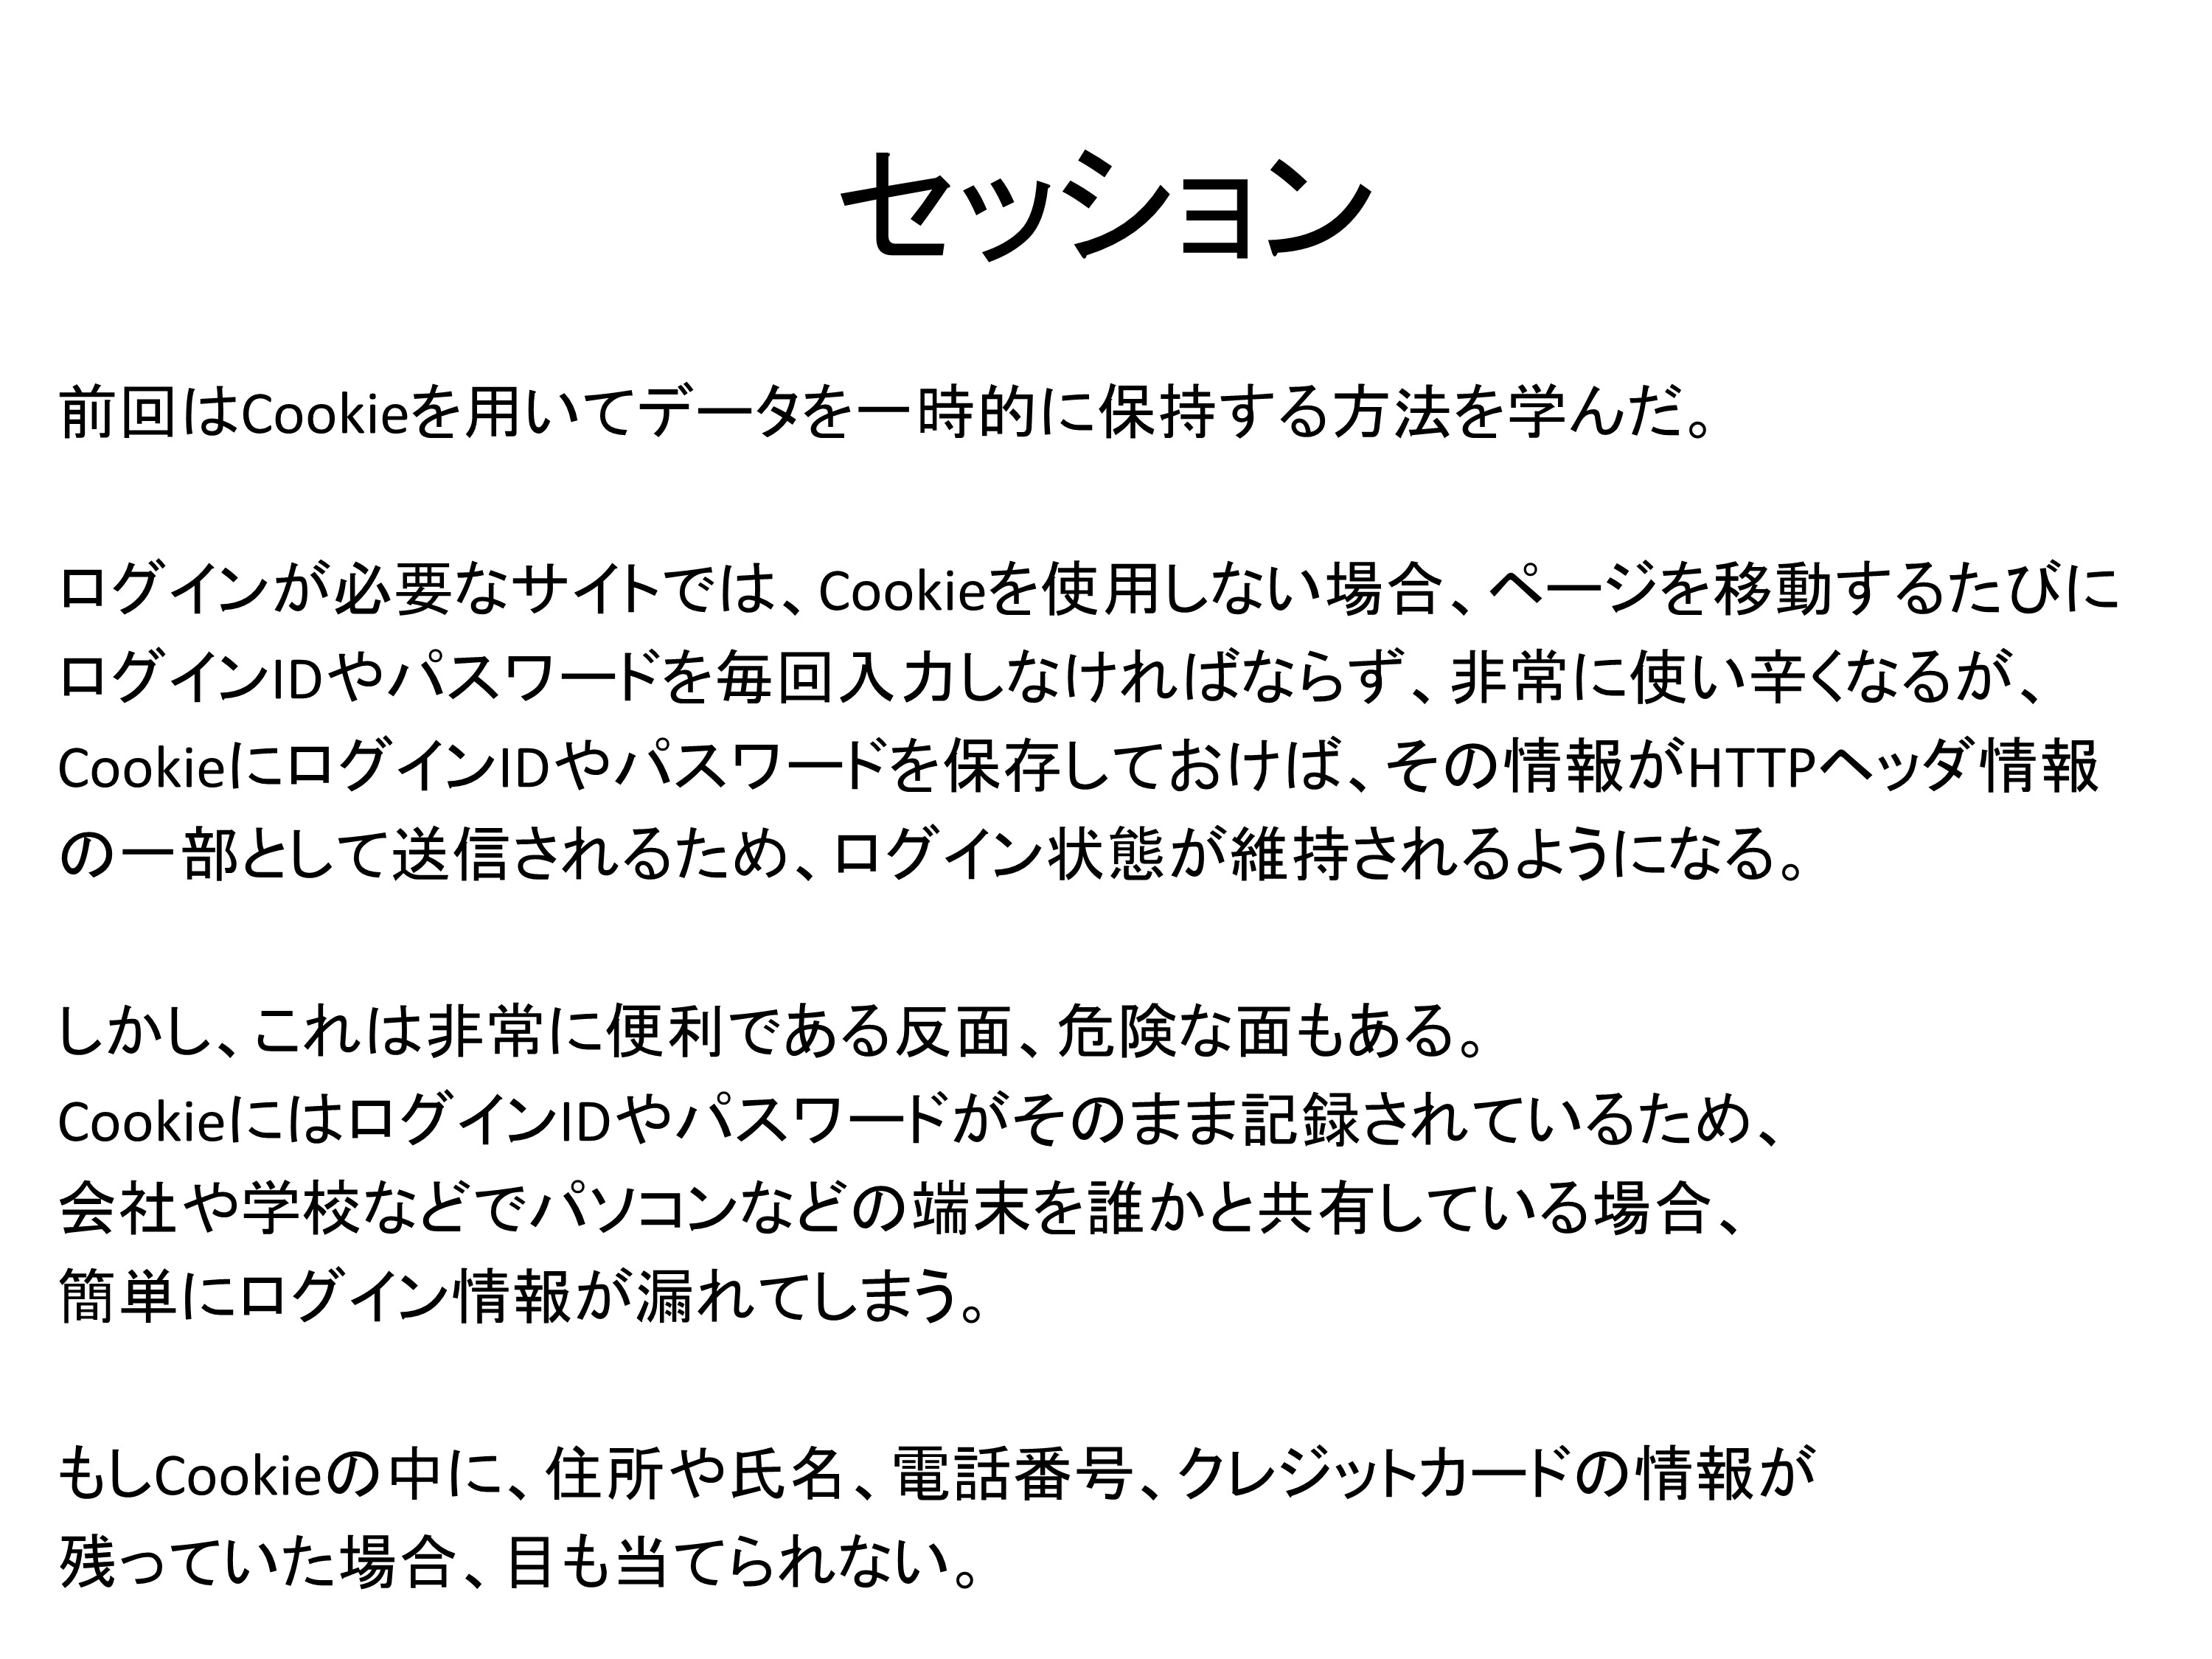 セッション
前回はCookieを用いてデータを一時的に保持する方法を学んだ。
ログインが必要なサイトでは、Cookieを使用しない場合、ページを移動するたびに
ログインIDやパスワードを毎回入力しなければならず、非常に使い辛くなるが、
CookieにログインIDやパスワードを保存しておけば、その情報がHTTPヘッダ情報
の一部として送信されるため、ログイン状態が維持されるようになる。
しかし、これは非常に便利である反面、危険な面もある。
CookieにはログインIDやパスワードがそのまま記録されているため、
会社や学校などでパソコンなどの端末を誰かと共有している場合、
簡単にログイン情報が漏れてしまう。
もしCookieの中に、住所や氏名、電話番号、クレジットカードの情報が
残っていた場合、目も当てられない。